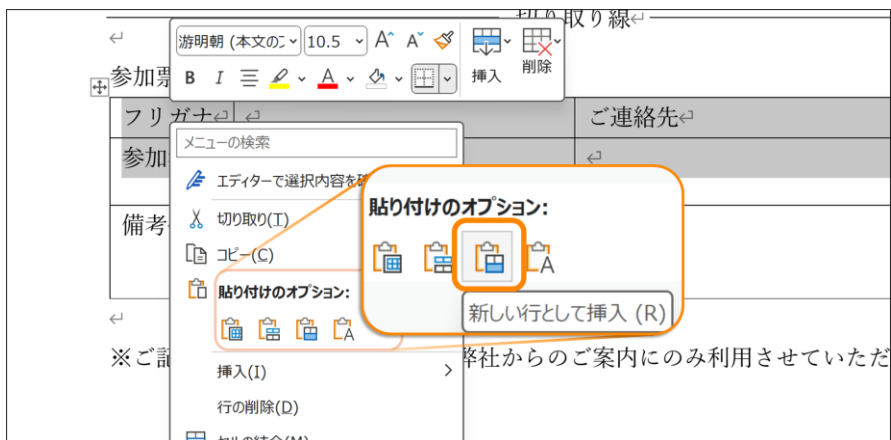 切り取り線
游明朝 (本文の 10.5
B I A
挿入 削除
参加票
フリガナ ご連絡先
メニューの検索
参加
エディターで選択内容を
貼り付けのオプション:
備考
切り取り(T)
コピー(C)
貼り付けのオプション:
新しい行として挿入 (R)
※ご記 弊社からのご案内にのみ利用させていただ
挿入(I)
行の削除(D)
セルの結合(M)